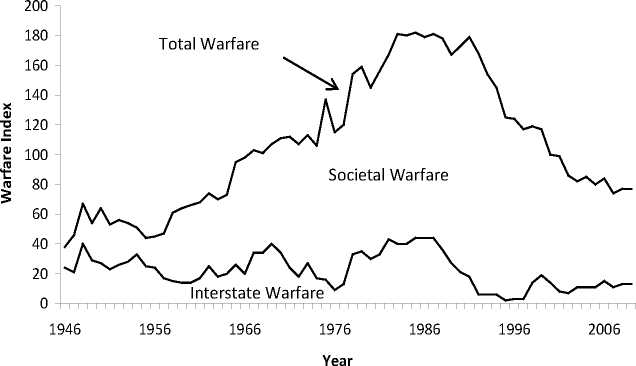 200
180
160
140
120
100
80
60
40
20
0
Warfare Index
Total Warfare
Societal Warfare
Interstate Warfare
1946 1956 1966 1976 1986 1996 2006
Year